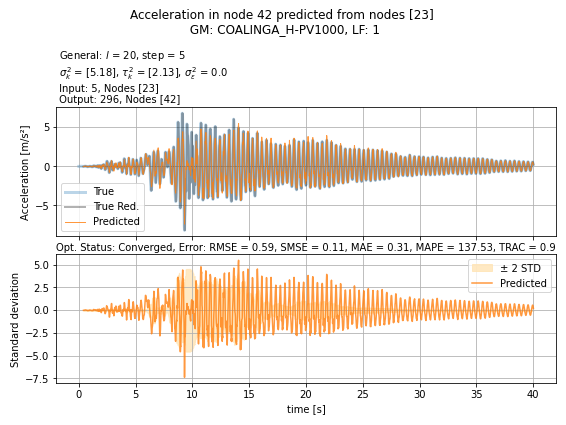 Acceleration in node 42 predicted from nodes [23]
GM: COALINGA_H-PV1000, LF: 1
General: l = 20, step = 5
σ_k² = [5.18], τ_k² = [2.13], σ_ε² = 0.0
Input: 5, Nodes [23]
Output: 296, Nodes [42]
Acceleration [m/s²]
5
0
−5
True
True Red.
Predicted
Opt. Status: Converged, Error: RMSE = 0.59, SMSE = 0.11, MAE = 0.31, MAPE = 137.53, TRAC = 0.9
Standard deviation
5.0
2.5
0.0
−2.5
−5.0
−7.5
± 2 STD
Predicted
0 5 10 15 20 25 30 35 40
time [s]